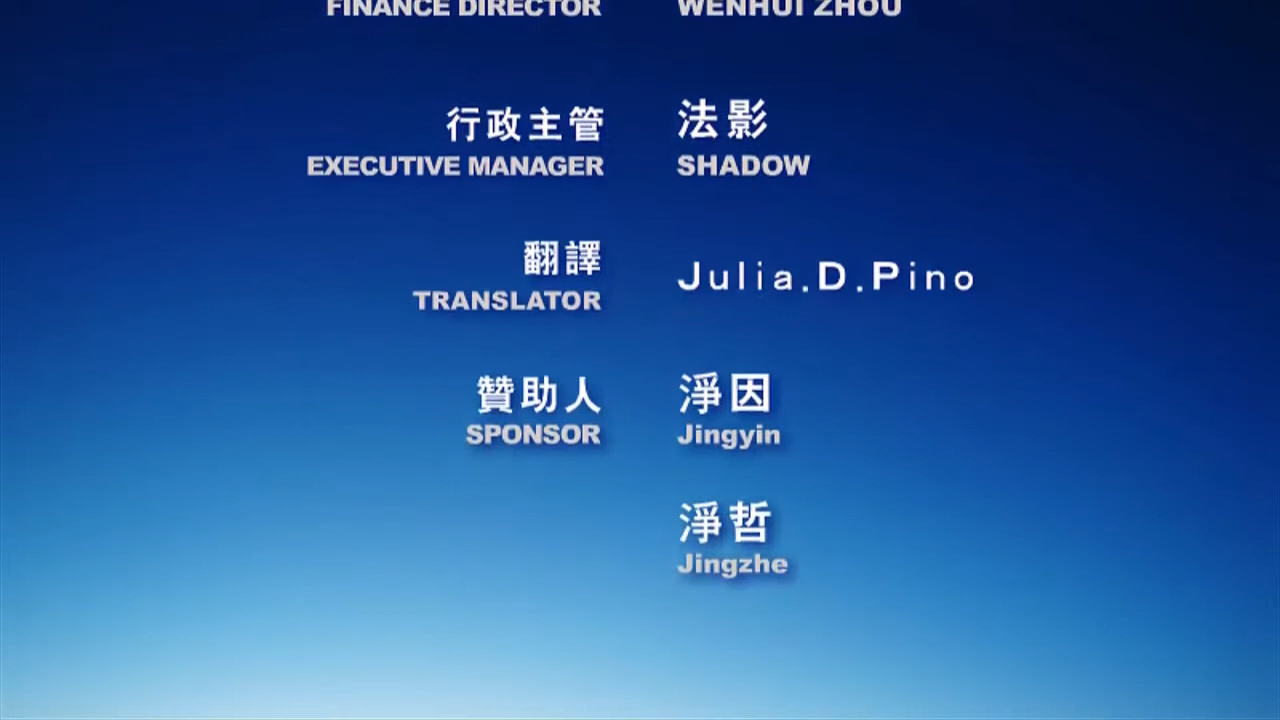 FINANCE DIRECTOR WENHUI ZHOU
行政主管 法影
EXECUTIVE MANAGER SHADOW
翻譯 Julia.D.Pino
TRANSLATOR
贊助人 淨因
SPONSOR Jingyin
淨哲
Jingzhe